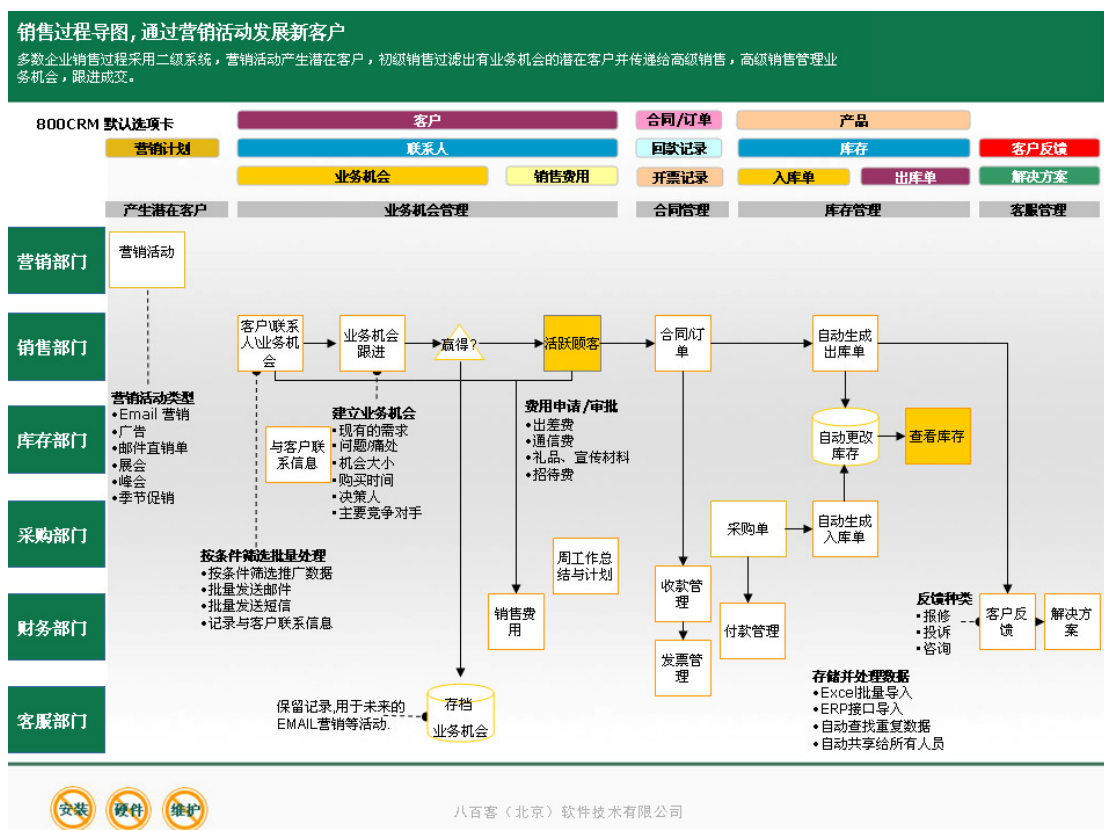 销售过程导图,通过营销活动发展新客户
多数企业销售过程采用二级系统，营销活动产生潜在客户，初级销售过滤出有业务机会的潜在客户并传递给高级销售，高级销售管理业
务机会，跟进成交。
800CRM 默认选项卡
客户
合同/订单
产品
营销计划
联系人
回款记录
库存
客户反馈
业务机会
销售费用
开票记录
入库单
出库单
解决方案
产生潜在客户
业务机会管理
合同管理
库存管理
客服管理
营销部门
营销活动
销售部门
客户\联系
人\业务机
会
业务机会
跟进
赢得?
活跃顾客
合同/订
单
自动生成
出库单
营销活动类型
•Email 营销
•广告
•邮件直销单
•展会
•峰会
•季节促销
库存部门
与客户联
系信息
建立业务机会
•现有的需求
•问题/痛处
•机会大小
•购买时间
•决策人
•主要竞争对手
费用申请/审批
•出差费
•通信费
•礼品、宣传材料
•招待费
自动更改
库存
查看库存
采购部门
采购单
自动生成
入库单
按条件筛选批量处理
•按条件筛选推广数据
•批量发送邮件
•批量发送短信
•记录与客户联系信息
周工作总
结与计划
财务部门
销售费
用
收款管
理
付款管理
发票管
理
反馈种类
•报修
•投诉
•咨询
客户反
馈
解决方
案
客服部门
保留记录,用于未来的
EMAIL营销等活动.
存档
业务机会
存储并处理数据
•Excel批量导入
•ERP接口导入
•自动查找重复数据
•自动共享给所有人员
安装
硬件
维护
八百客（北京）软件技术有限公司